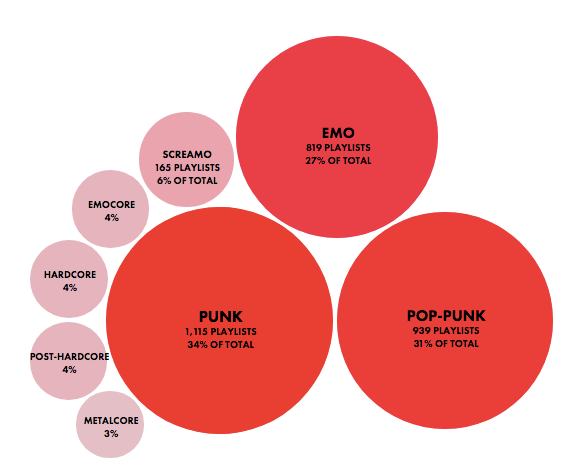 EMO
819 PLAYLISTS
27% OF TOTAL
SCREAMO
165 PLAYLISTS
6% OF TOTAL
EMOCORE
4%
HARDCORE
4%
PUNK
1,115 PLAYLISTS
34% OF TOTAL
POP-PUNK
939 PLAYLISTS
31% OF TOTAL
POST-HARDCORE
4%
METALCORE
3%